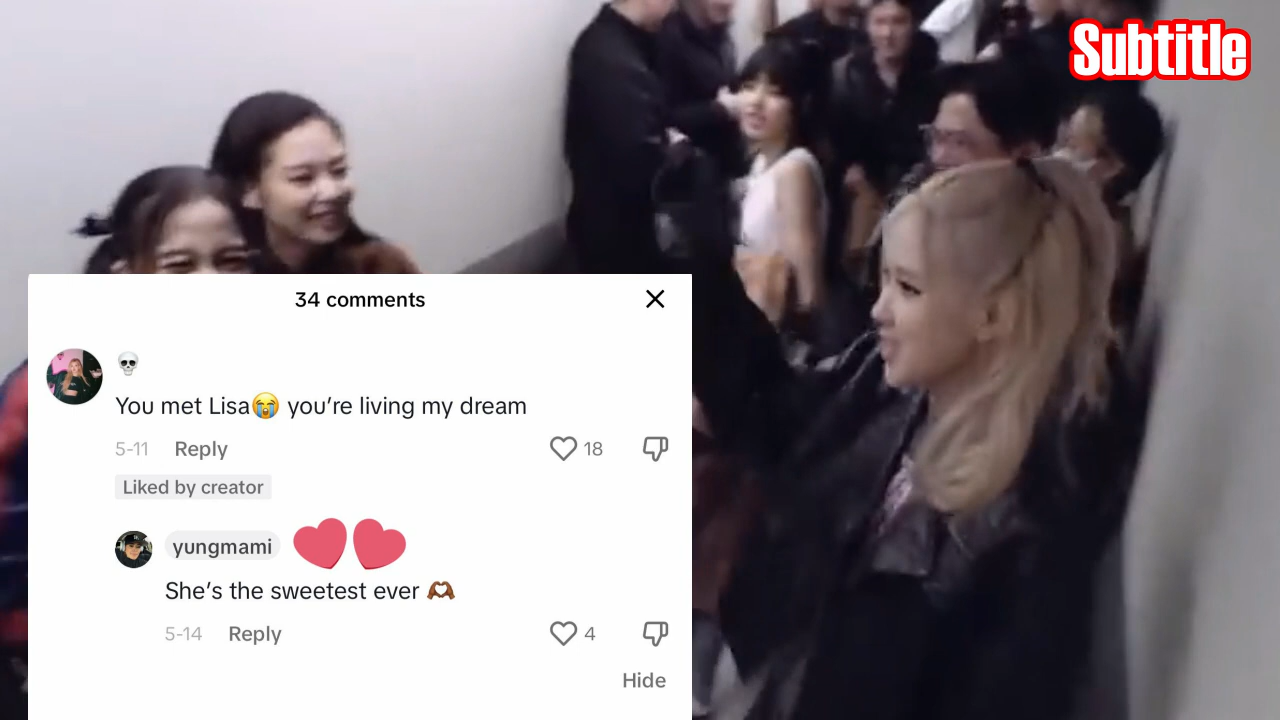 Subtitle
34 comments
You met Lisa😭 you’re living my dream
5-11 Reply 18
Liked by creator
yungmami
She’s the sweetest ever 🫶🏾
5-14 Reply 4
Hide